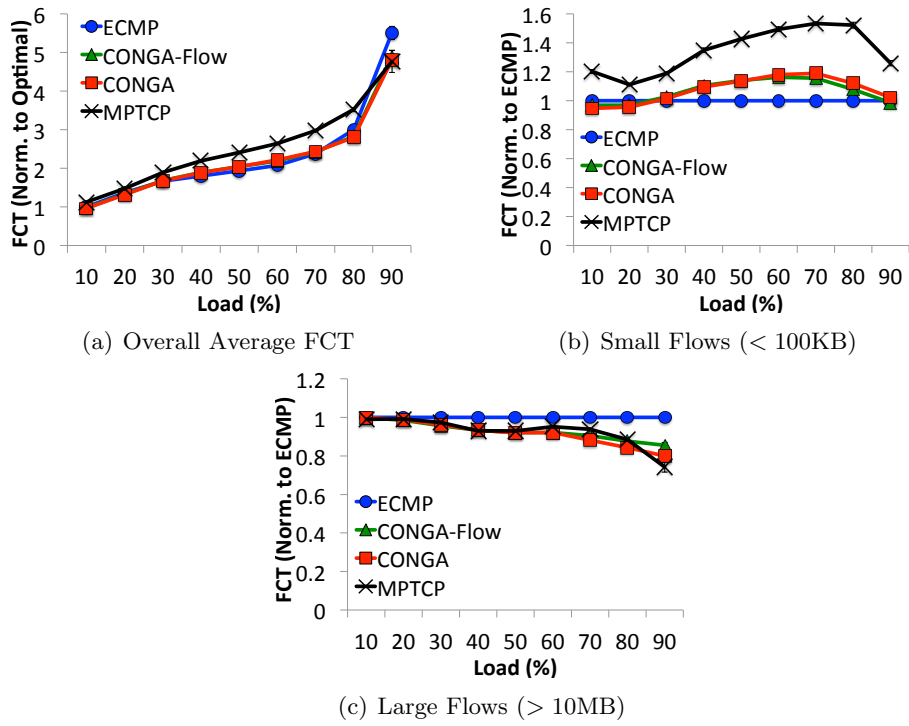 FCT (Norm. to Optimal)
6
5
4
3
2
1
0
ECMP
CONGA-Flow
CONGA
MPTCP
10 20 30 40 50 60 70 80 90
Load (%)
(a) Overall Average FCT
FCT (Norm. to ECMP)
1.6
1.4
1.2
1
0.8
0.6
0.4
0.2
0
ECMP
CONGA-Flow
CONGA
MPTCP
10 20 30 40 50 60 70 80 90
Load (%)
(b) Small Flows (< 100KB)
FCT (Norm. to ECMP)
1.2
1
0.8
0.6
0.4
0.2
0
ECMP
CONGA-Flow
CONGA
MPTCP
10 20 30 40 50 60 70 80 90
Load (%)
(c) Large Flows (> 10MB)